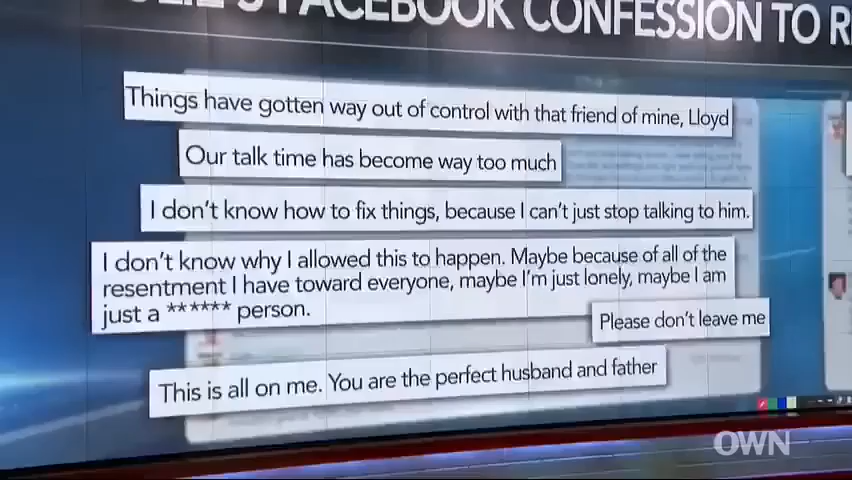 FACEBOOK CONFESSION TO
Things have gotten way out of control with that friend of mine, Lloyd
Our talk time has become way too much
I don't know how to fix things, because I can't just stop talking to him.
I don't know why I allowed this to happen. Maybe because of all of the
resentment I have toward everyone, maybe I'm just lonely, maybe I am
just a ****** person.
Please don't leave me
This is all on me. You are the perfect husband and father
OWN